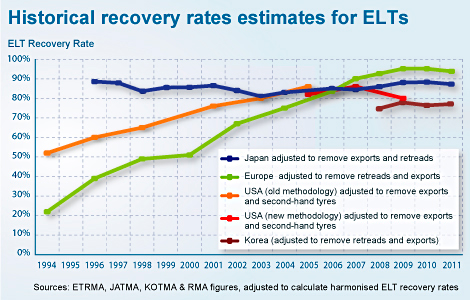 Historical recovery rates estimates for ELTs
ELT Recovery Rate
100%
90%
80%
70%
60%
50%
40%
30%
20%
10%
0%
Japan adjusted to remove exports and retreads
Europe adjusted to remove retreads and exports
USA (old methodology) adjusted to remove exports
and second-hand tyres
USA (new methodology) adjusted to remove exports
and second-hand tyres
Korea (adjusted to remove retreads and exports)
1994 1995 1996 1997 1998 1999 2000 2001 2002 2003 2004 2005 2006 2007 2008 2009 2010 2011
Sources: ETRMA, JATMA, KOTMA & RMA figures, adjusted to calculate harmonised ELT recovery rates